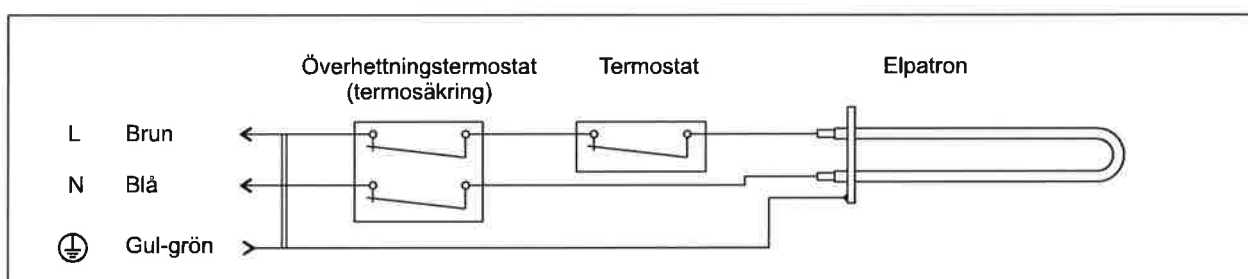 Överhettningstermostat
(termosäkring)
Termostat
Elpatron
L Brun
N Blå
Gul-grön